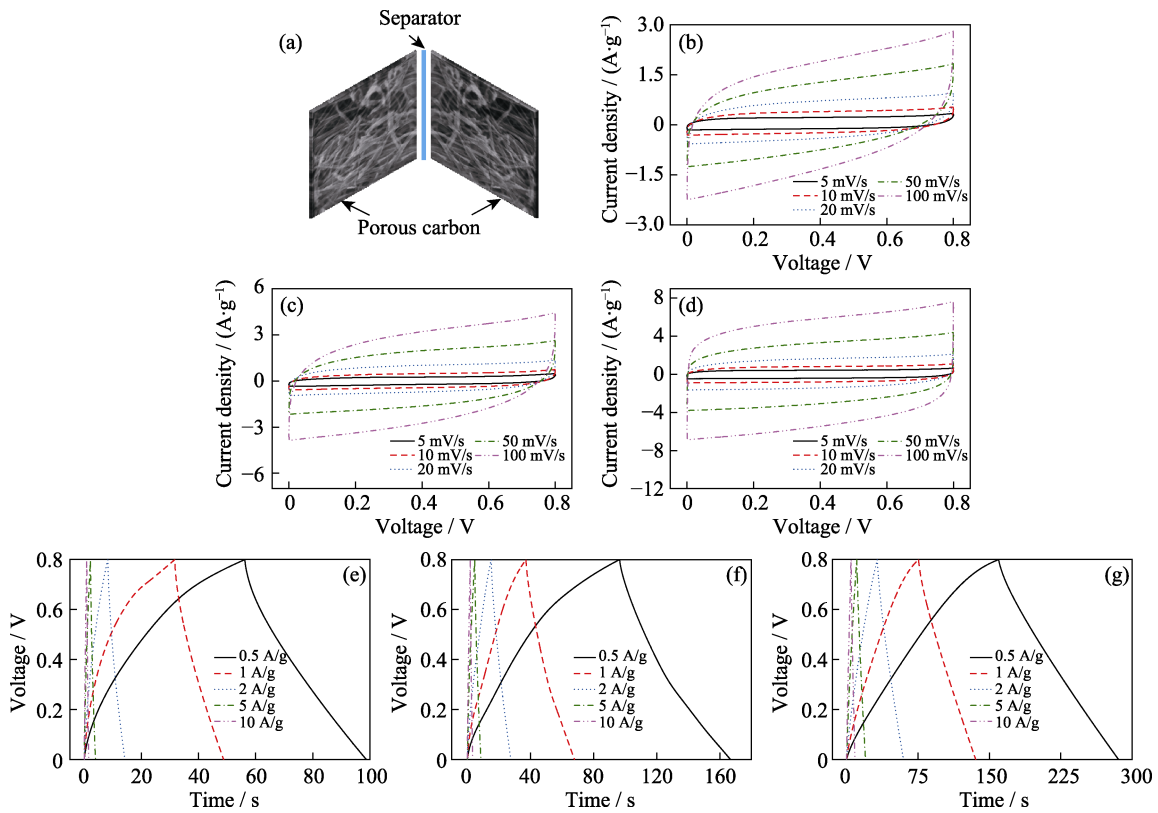 Separator
(a)
Porous carbon
(b)
Current density / (A·g⁻¹)
3.0
1.5
0
−1.5
−3.0
5 mV/s
10 mV/s
20 mV/s
50 mV/s
100 mV/s
0 0.2 0.4 0.6 0.8
Voltage / V
(c)
Current density / (A·g⁻¹)
6
3
0
−3
−6
5 mV/s
10 mV/s
20 mV/s
50 mV/s
100 mV/s
0 0.2 0.4 0.6 0.8
Voltage / V
(d)
Current density / (A·g⁻¹)
8
4
0
−4
−8
−12
5 mV/s
10 mV/s
20 mV/s
50 mV/s
100 mV/s
0 0.2 0.4 0.6 0.8
Voltage / V
(e)
Voltage / V
0.8
0.6
0.4
0.2
0
0.5 A/g
1 A/g
2 A/g
5 A/g
10 A/g
0 20 40 60 80 100
Time / s
(f)
Voltage / V
0.8
0.6
0.4
0.2
0
0.5 A/g
1 A/g
2 A/g
5 A/g
10 A/g
0 40 80 120 160
Time / s
(g)
Voltage / V
0.8
0.6
0.4
0.2
0
0.5 A/g
1 A/g
2 A/g
5 A/g
10 A/g
0 75 150 225 300
Time / s